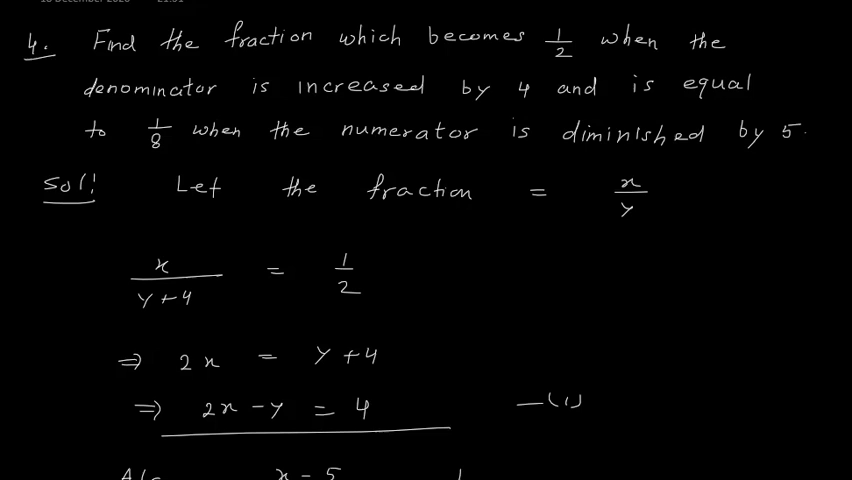 4. Find the fraction which becomes 1/2 when the
denominator is increased by 4 and is equal
to 1/8 when the numerator is diminished by 5.
Sol: Let the fraction = x/y
x/(y+4) = 1/2
⇒ 2x = y+4
⇒ 2x - y = 4 —(1)
x - 5